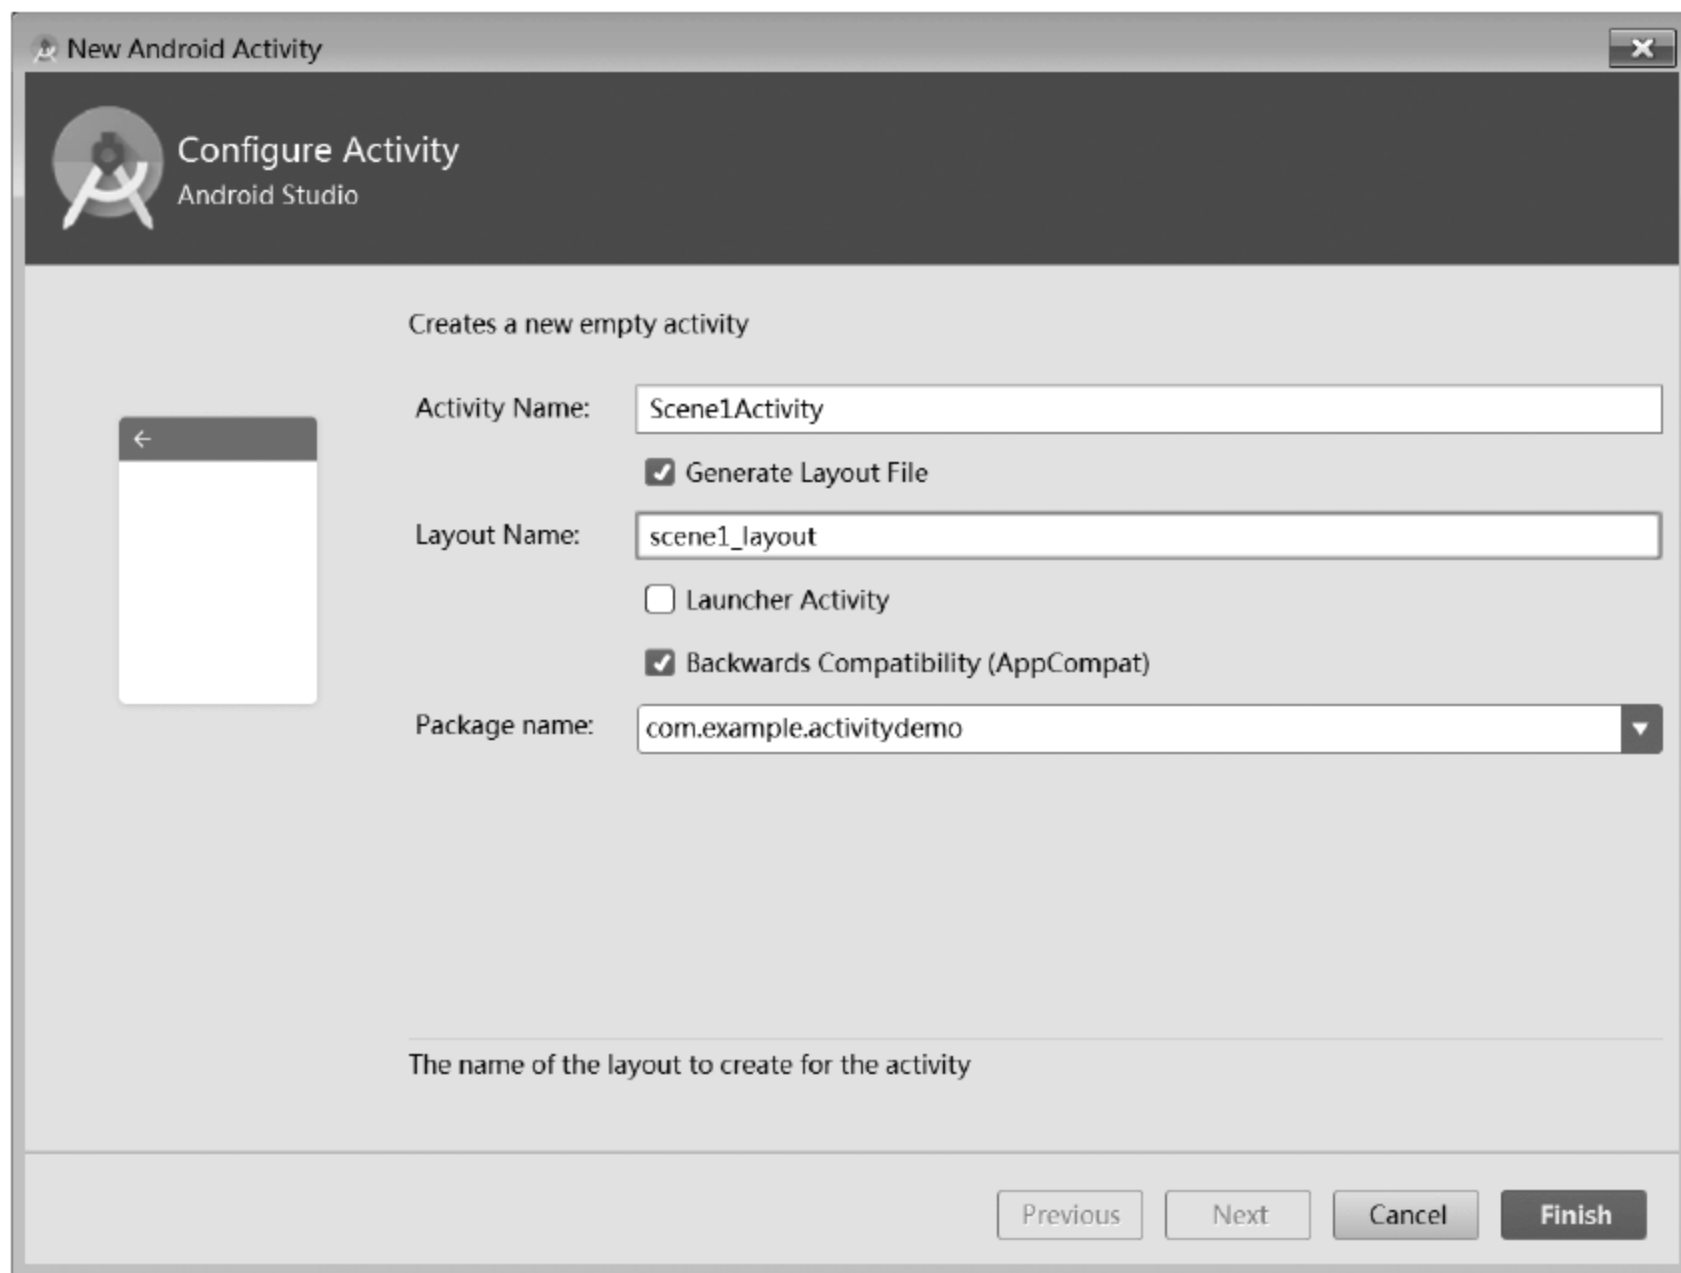 New Android Activity
Configure Activity
Android Studio
Creates a new empty activity
Activity Name: Scene1Activity
Generate Layout File
Layout Name: scene1_layout
Launcher Activity
Backwards Compatibility (AppCompat)
Package name: com.example.activitydemo
The name of the layout to create for the activity
Previous Next Cancel Finish